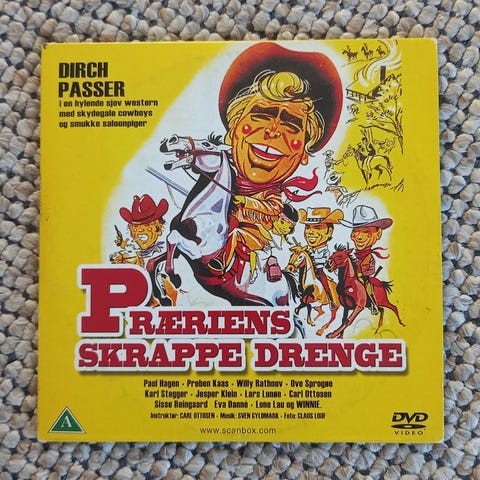 DIRCH
PASSER
i en hylende sjov western
med skydegale cowboys
og smukke saloonpiger
PRÆRIENS
SKRAPPE DRENGE
Paul Hagen · Preben Kaas · Willy Rathnov · Ove Sprogøe
Karl Stegger · Jesper Klein · Lars Lunøe · Carl Ottosen
Sisse Reingaard Eva Danné · Lone Lau og WINNIE.
Instruktør: CARL OTTOSEN · Musik: SVEN GYLDMARK · Foto: CLAUS LOOF
A
www.scanbox.com
DVD
VIDEO